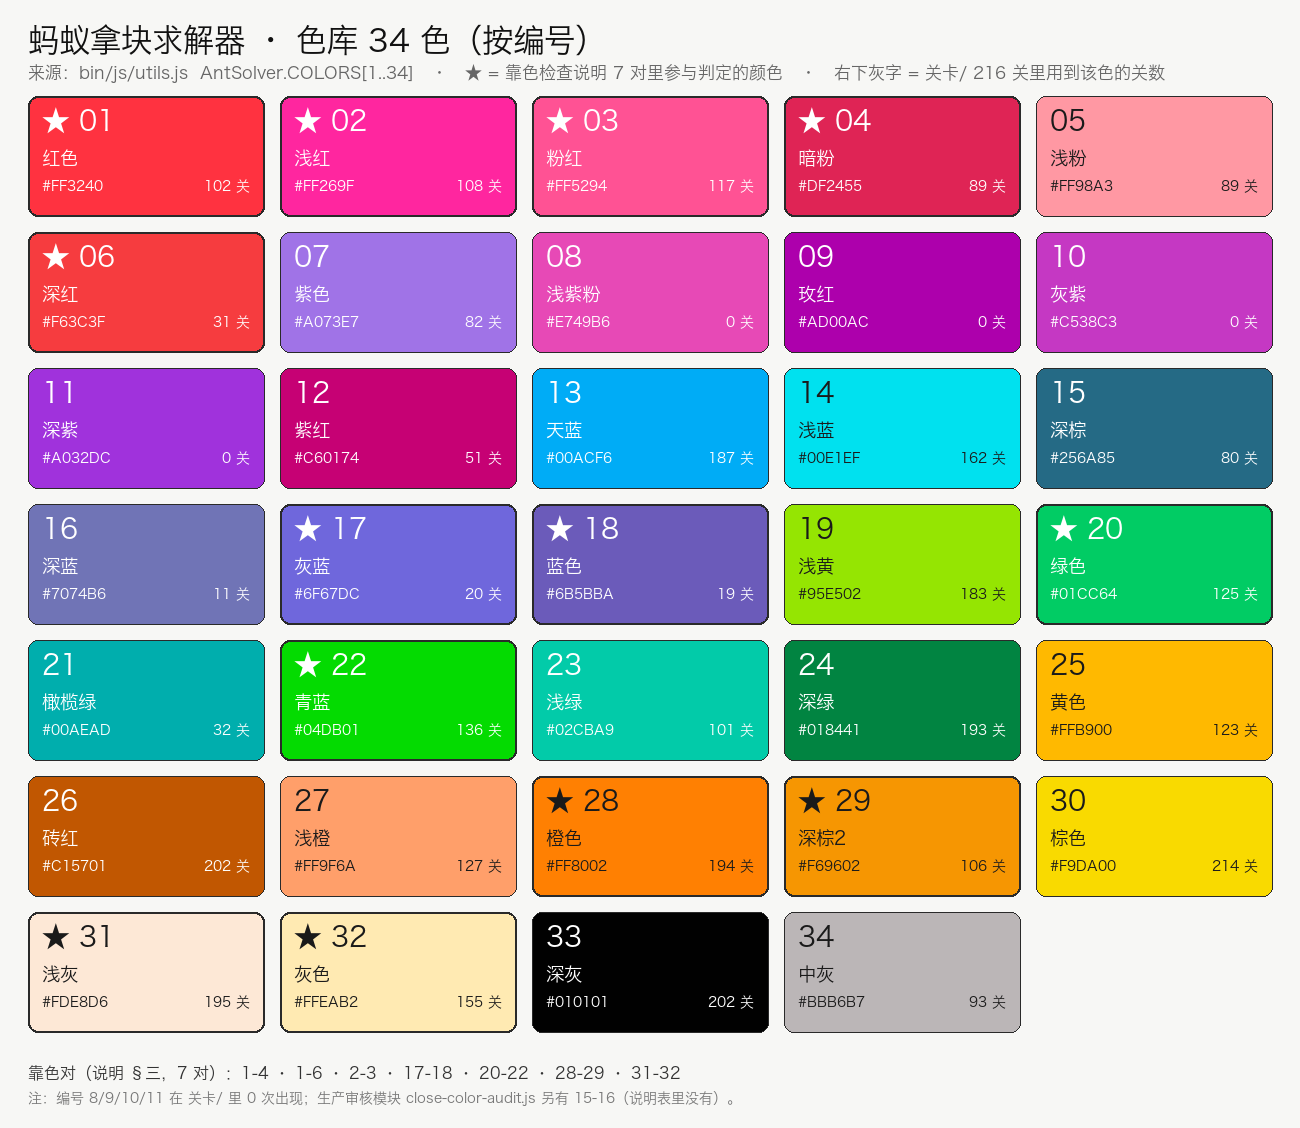 蚂蚁拿块求解器 · 色库 34 色（按编号）
来源：bin/js/utils.js AntSolver.COLORS[1..34] · ★ = 靠色检查说明 7 对里参与判定的颜色 · 右下灰字 = 关卡/ 216 关里用到该色的关数
★ 01
红色
#FF3240 102 关
★ 02
浅红
#FF269F 108 关
★ 03
粉红
#FF5294 117 关
★ 04
暗粉
#DF2455 89 关
05
浅粉
#FF98A3 89 关
★ 06
深红
#F63C3F 31 关
07
紫色
#A073E7 82 关
08
浅紫粉
#E749B6 0 关
09
玫红
#AD00AC 0 关
10
灰紫
#C538C3 0 关
11
深紫
#A032DC 0 关
12
紫红
#C60174 51 关
13
天蓝
#00ACF6 187 关
14
浅蓝
#00E1EF 162 关
15
深棕
#256A85 80 关
16
深蓝
#7074B6 11 关
★ 17
灰蓝
#6F67DC 20 关
★ 18
蓝色
#6B5BBA 19 关
19
浅黄
#95E502 183 关
★ 20
绿色
#01CC64 125 关
21
橄榄绿
#00AEAD 32 关
★ 22
青蓝
#04DB01 136 关
23
浅绿
#02CBA9 101 关
24
深绿
#018441 193 关
25
黄色
#FFB900 123 关
26
砖红
#C15701 202 关
27
浅橙
#FF9F6A 127 关
★ 28
橙色
#FF8002 194 关
★ 29
深棕2
#F69602 106 关
30
棕色
#F9DA00 214 关
★ 31
浅灰
#FDE8D6 195 关
★ 32
灰色
#FFEAB2 155 关
33
深灰
#010101 202 关
34
中灰
#BBB6B7 93 关
靠色对（说明 §三，7 对）：1-4 · 1-6 · 2-3 · 17-18 · 20-22 · 28-29 · 31-32
注：编号 8/9/10/11 在 关卡/ 里 0 次出现；生产审核模块 close-color-audit.js 另有 15-16（说明表里没有）。